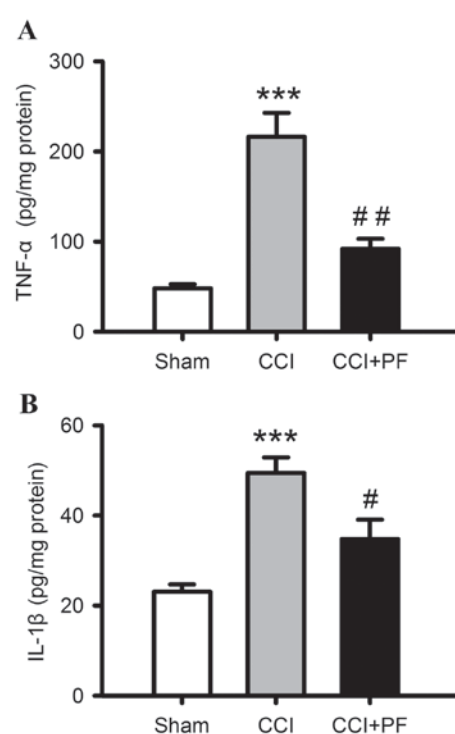 A
TNF-α (pg/mg protein)
300
200
100
0
***
# #
Sham CCI CCI+PF
B
IL-1β (pg/mg protein)
60
40
20
0
***
#
Sham CCI CCI+PF